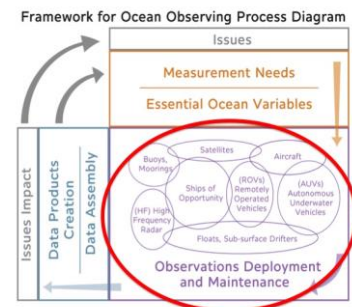 Framework for Ocean Observing Process Diagram
Issues
Measurement Needs
Essential Ocean Variables
Issues Impact
Data Products
Creation
Data Assembly
Satellites
Buoys,
Moorings
Aircraft
Ships of
Opportunity
(ROVs)
Remotely
Operated
Vehicles
(AUVs)
Autonomous
Underwater
Vehicles
(HF) High
Frequency
Radar
Floats, Sub-surface Drifters
Observations Deployment
and Maintenance